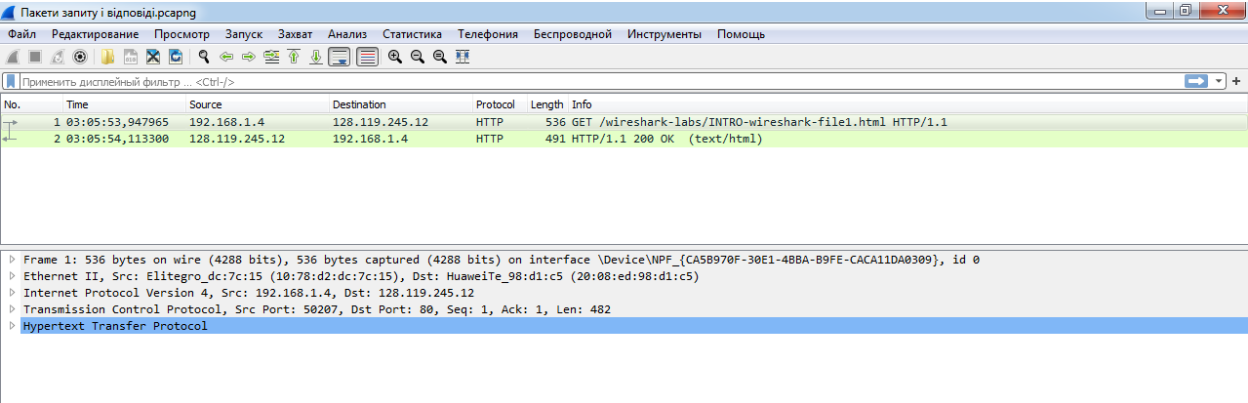 Пакети запиту і відповіді.pcapng
Файл Редактирование Просмотр Запуск Захват Анализ Статистика Телефония Беспроводной Инструменты Помощь
Применить дисплейный фильтр ... <Ctrl-/>
No. Time Source Destination Protocol Length Info
1 03:05:53,947965 192.168.1.4 128.119.245.12 HTTP 536 GET /wireshark-labs/INTRO-wireshark-file1.html HTTP/1.1
2 03:05:54,113300 128.119.245.12 192.168.1.4 HTTP 491 HTTP/1.1 200 OK (text/html)
Frame 1: 536 bytes on wire (4288 bits), 536 bytes captured (4288 bits) on interface \Device\NPF_{CA5B970F-30E1-4BBA-B9FE-CACA11DA0309}, id 0
Ethernet II, Src: Elitegro_dc:7c:15 (10:78:d2:dc:7c:15), Dst: HuaweiTe_98:d1:c5 (20:08:ed:98:d1:c5)
Internet Protocol Version 4, Src: 192.168.1.4, Dst: 128.119.245.12
Transmission Control Protocol, Src Port: 50207, Dst Port: 80, Seq: 1, Ack: 1, Len: 482
Hypertext Transfer Protocol